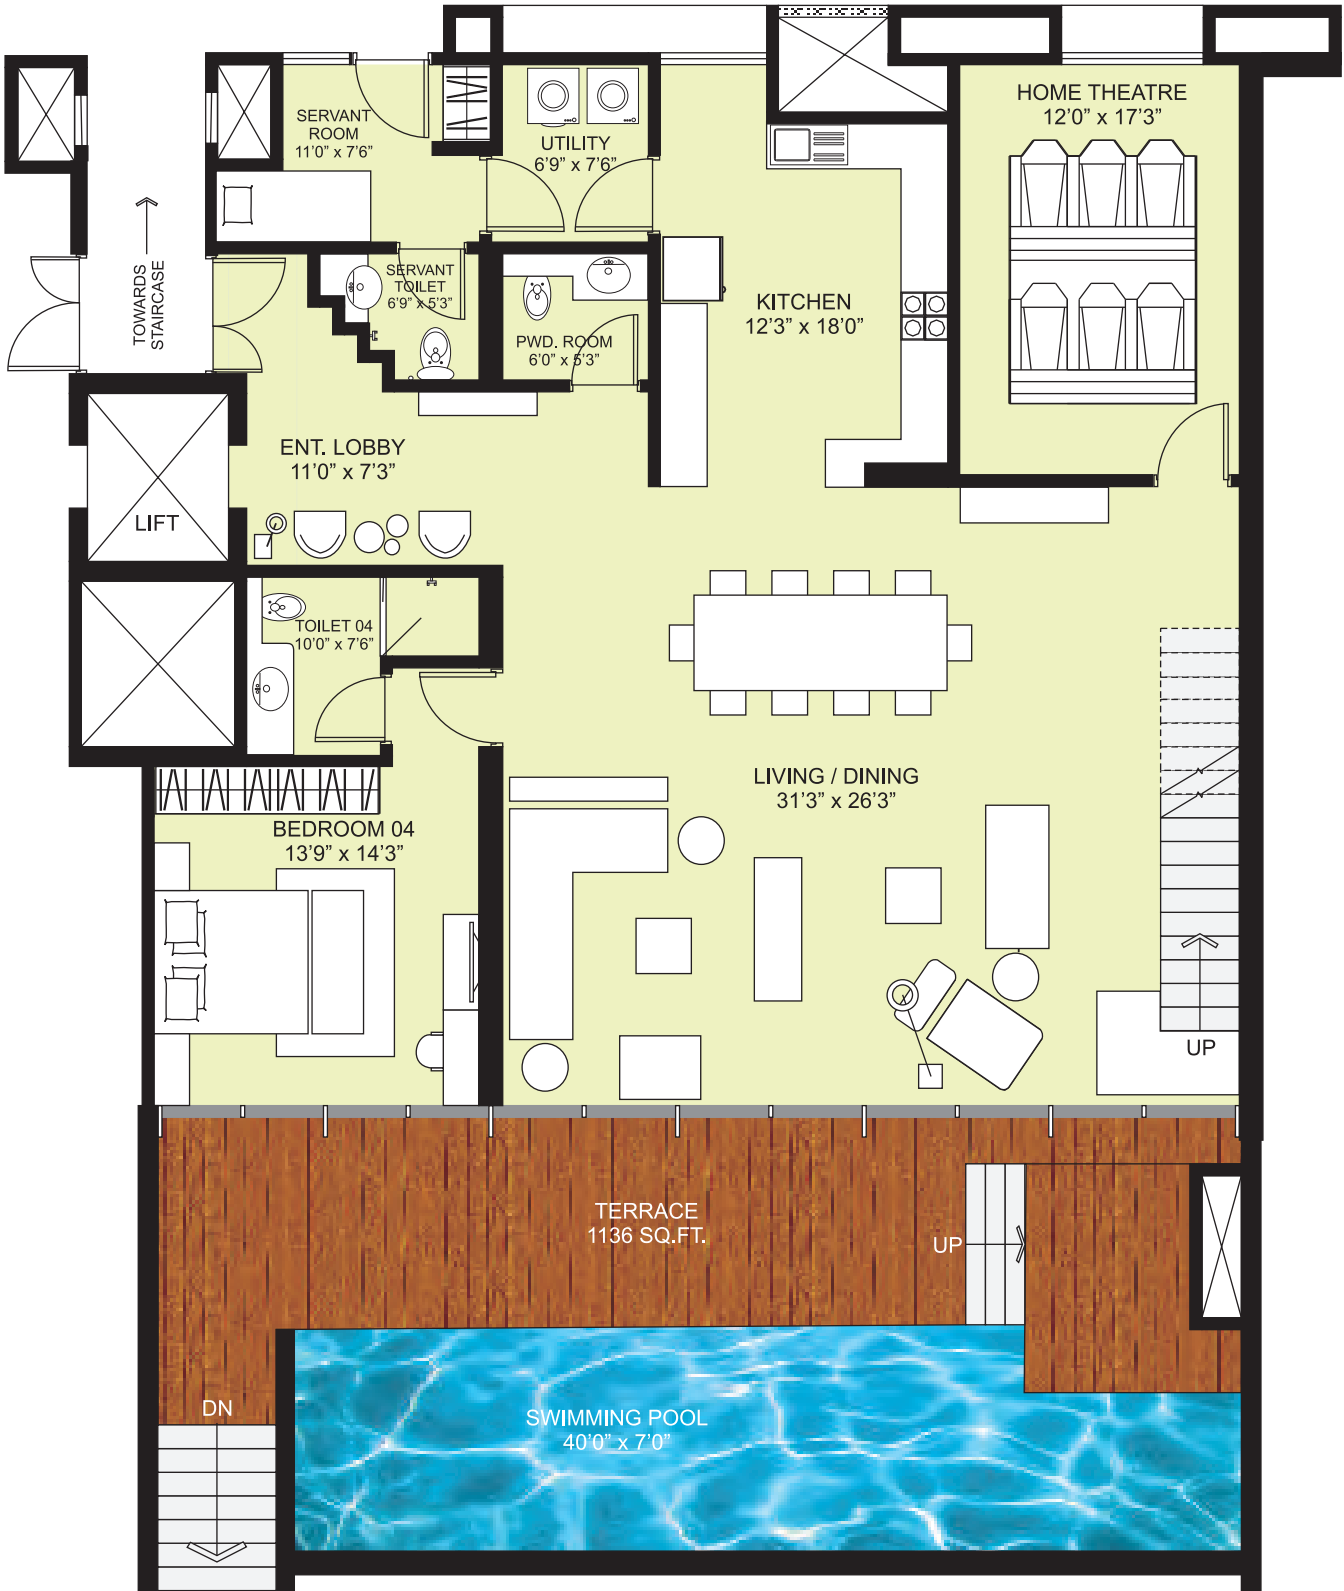 HOME THEATRE
12'0" x 17'3"
SERVANT
ROOM
11'0" x 7'6"
UTILITY
6'9" x 7'6"
TOWARDS
STAIRCASE
SERVANT
TOILET
6'9" x 5'3"
PWD. ROOM
6'0" x 5'3"
KITCHEN
12'3" x 18'0"
ENT. LOBBY
11'0" x 7'3"
LIFT
TOILET 04
10'0" x 7'6"
LIVING / DINING
31'3" x 26'3"
BEDROOM 04
13'9" x 14'3"
UP
TERRACE
1136 SQ.FT.
UP
DN
SWIMMING POOL
40'0" x 7'0"